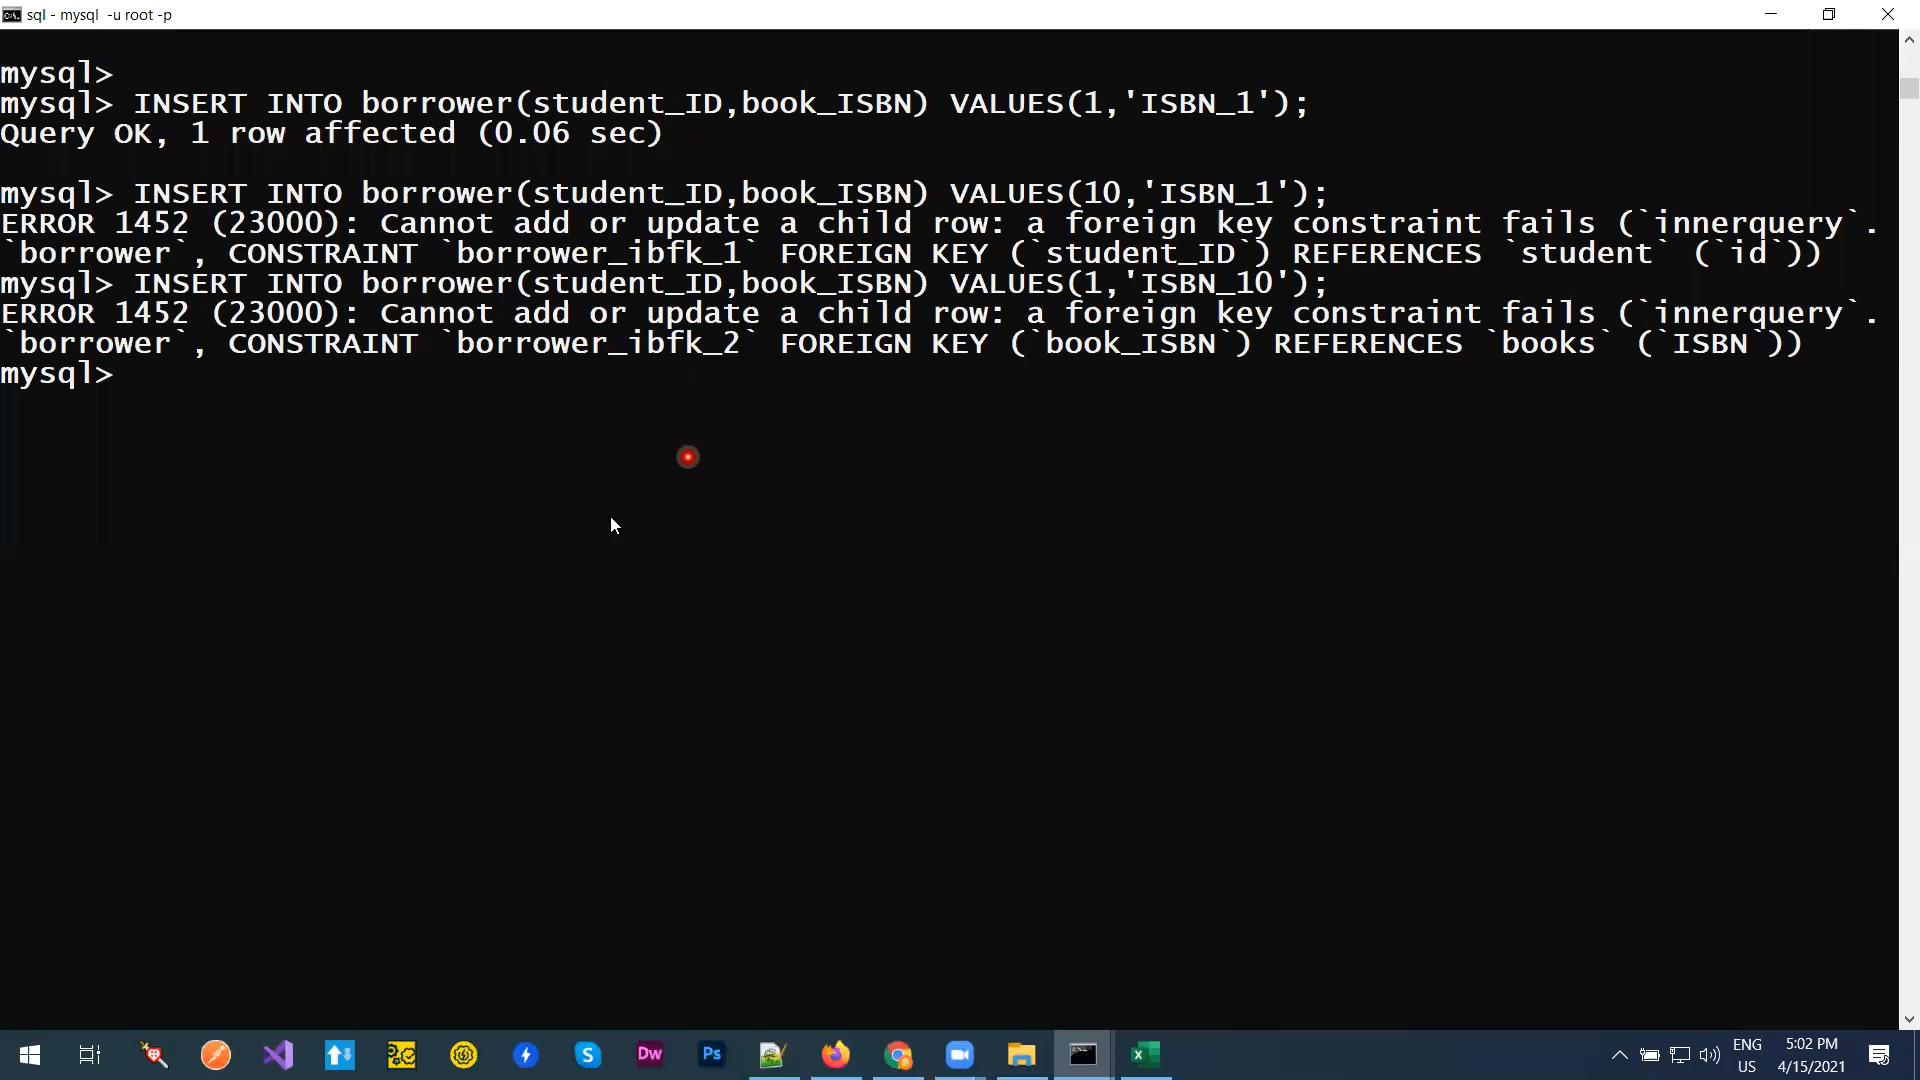 sql - mysql  -u root -p
mysql>
mysql> INSERT INTO borrower(student_ID,book_ISBN) VALUES(1,'ISBN_1');
Query OK, 1 row affected (0.06 sec)
mysql> INSERT INTO borrower(student_ID,book_ISBN) VALUES(10,'ISBN_1');
ERROR 1452 (23000): Cannot add or update a child row: a foreign key constraint fails (`innerquery`.
`borrower`, CONSTRAINT `borrower_ibfk_1` FOREIGN KEY (`student_ID`) REFERENCES `student` (`id`))
mysql> INSERT INTO borrower(student_ID,book_ISBN) VALUES(1,'ISBN_10');
ERROR 1452 (23000): Cannot add or update a child row: a foreign key constraint fails (`innerquery`.
`borrower`, CONSTRAINT `borrower_ibfk_2` FOREIGN KEY (`book_ISBN`) REFERENCES `books` (`ISBN`))
mysql>
Dw
Ps
ENG
US
5:02 PM
4/15/2021